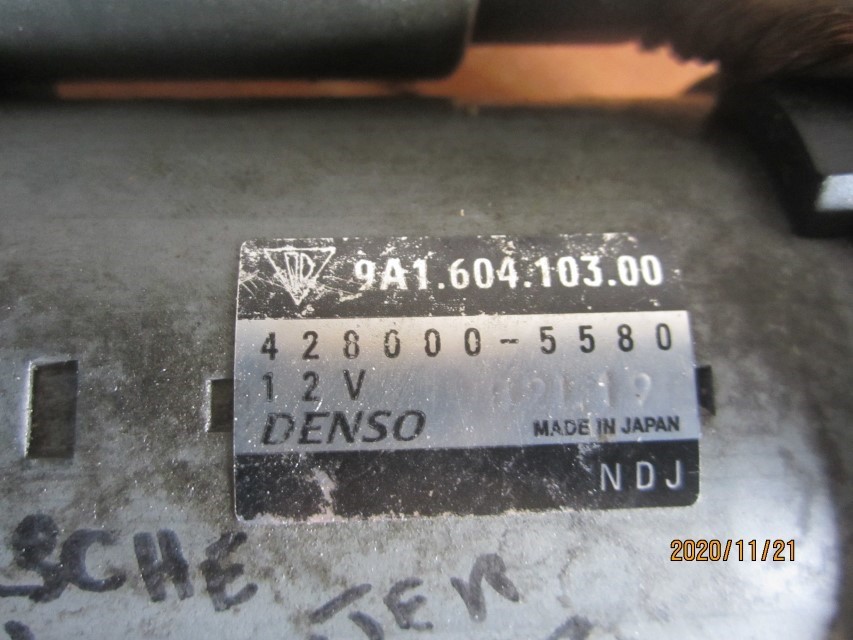 9A1.604.103.00
428000-5580
12V
DENSO MADE IN JAPAN
NDJ
2020/11/21